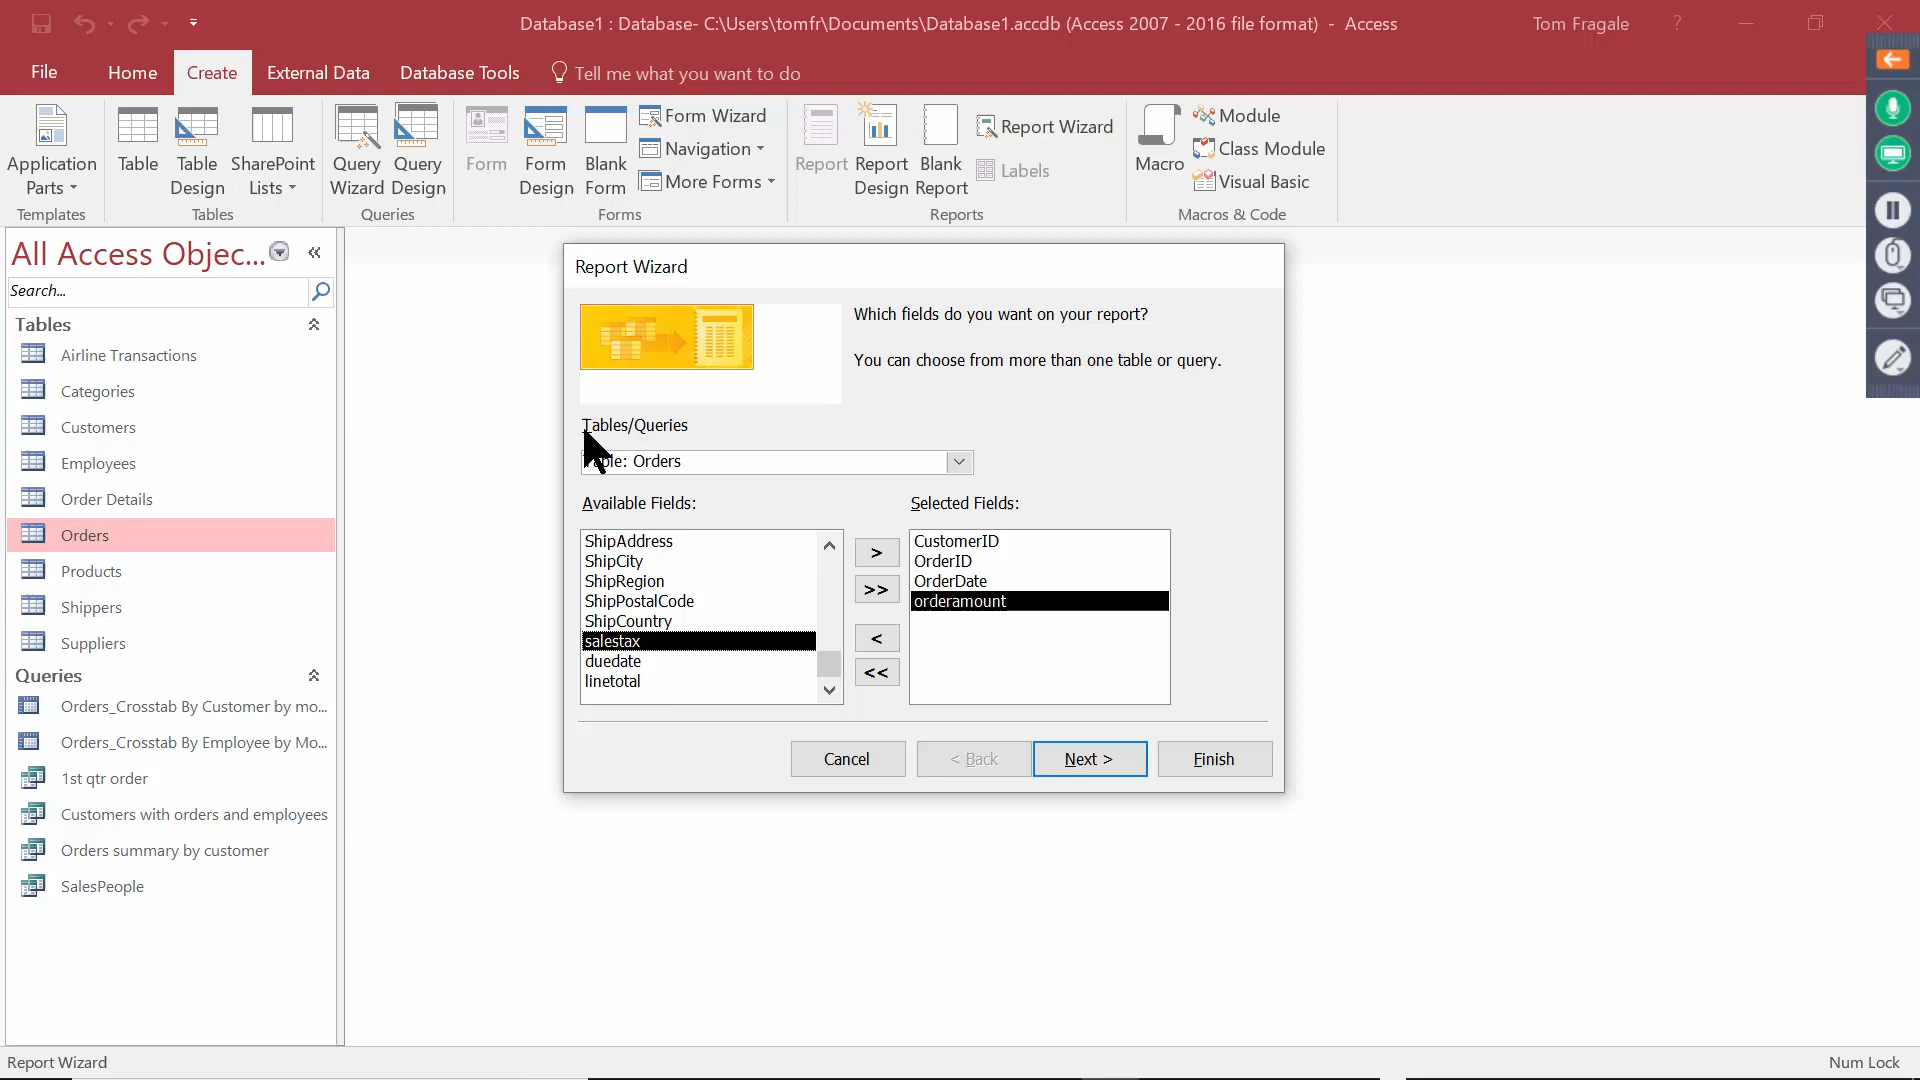 Database1 : Database- C:\Users\tomfr\Documents\Database1.accdb (Access 2007 - 2016 file format) - Access
Tom Fragale
?
File
Home
Create
External Data
Database Tools
Tell me what you want to do
Application Parts
Table
Table Design
SharePoint Lists
Query Wizard
Query Design
Form
Form Design
Blank Form
Form Wizard
Navigation
More Forms
Report
Report Design
Blank Report
Report Wizard
Labels
Macro
Module
Class Module
Visual Basic
Templates
Tables
Queries
Forms
Reports
Macros & Code
All Access Objec...
Search...
Tables
Airline Transactions
Categories
Customers
Employees
Order Details
Orders
Products
Shippers
Suppliers
Queries
Orders_Crosstab By Customer by mo...
Orders_Crosstab By Employee by Mo...
1st qtr order
Customers with orders and employees
Orders summary by customer
SalesPeople
Report Wizard
Which fields do you want on your report?
You can choose from more than one table or query.
Tables/Queries
Orders
Available Fields:
Selected Fields:
ShipAddress
ShipCity
ShipRegion
ShipPostalCode
ShipCountry
salestax
duedate
linetotal
>
>>
<
<<
CustomerID
OrderID
OrderDate
orderamount
Cancel
< Back
Next >
Finish
Report Wizard
Num Lock